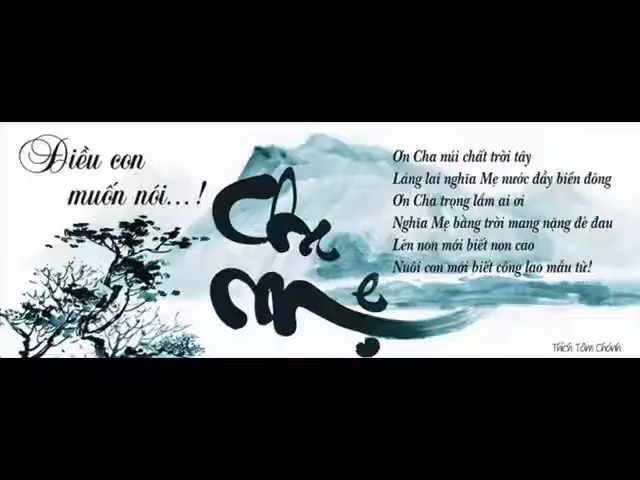 Điều con
muốn nói...!
Cha
Mẹ
Ơn Cha núi chất trời tây
Láng lai nghĩa Mẹ nước đầy biển đông
Ơn Cha trọng lắm ai ơi
Nghĩa Mẹ bằng trời mang nặng đẻ đau
Lên non mới biết non cao
Nuôi con mới biết công lao mẫu từ!
Thích Tâm Chánh